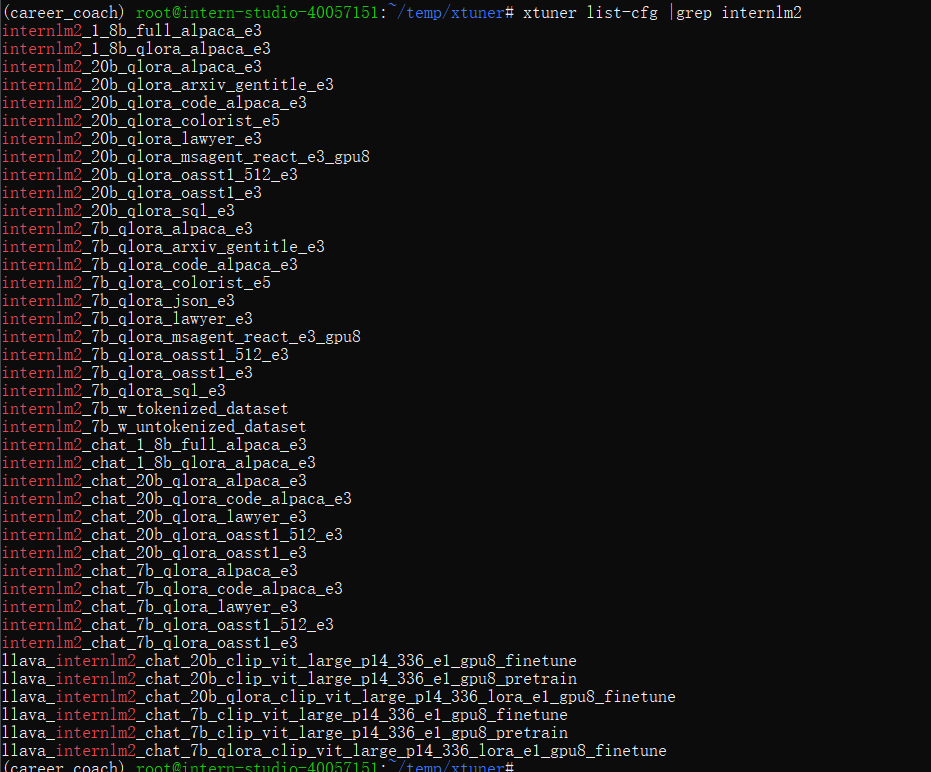 (career_coach) root@intern-studio-40057151:~/temp/xtuner# xtuner list-cfg |grep internlm2
internlm2_1_8b_full_alpaca_e3
internlm2_1_8b_qlora_alpaca_e3
internlm2_20b_qlora_alpaca_e3
internlm2_20b_qlora_arxiv_gentitle_e3
internlm2_20b_qlora_code_alpaca_e3
internlm2_20b_qlora_colorist_e5
internlm2_20b_qlora_lawyer_e3
internlm2_20b_qlora_msagent_react_e3_gpu8
internlm2_20b_qlora_oasst1_512_e3
internlm2_20b_qlora_oasst1_e3
internlm2_20b_qlora_sql_e3
internlm2_7b_qlora_alpaca_e3
internlm2_7b_qlora_arxiv_gentitle_e3
internlm2_7b_qlora_code_alpaca_e3
internlm2_7b_qlora_colorist_e5
internlm2_7b_qlora_json_e3
internlm2_7b_qlora_lawyer_e3
internlm2_7b_qlora_msagent_react_e3_gpu8
internlm2_7b_qlora_oasst1_512_e3
internlm2_7b_qlora_oasst1_e3
internlm2_7b_qlora_sql_e3
internlm2_7b_w_tokenized_dataset
internlm2_7b_w_untokenized_dataset
internlm2_chat_1_8b_full_alpaca_e3
internlm2_chat_1_8b_qlora_alpaca_e3
internlm2_chat_20b_qlora_alpaca_e3
internlm2_chat_20b_qlora_code_alpaca_e3
internlm2_chat_20b_qlora_lawyer_e3
internlm2_chat_20b_qlora_oasst1_512_e3
internlm2_chat_20b_qlora_oasst1_e3
internlm2_chat_7b_qlora_alpaca_e3
internlm2_chat_7b_qlora_code_alpaca_e3
internlm2_chat_7b_qlora_lawyer_e3
internlm2_chat_7b_qlora_oasst1_512_e3
internlm2_chat_7b_qlora_oasst1_e3
llava_internlm2_chat_20b_clip_vit_large_p14_336_e1_gpu8_finetune
llava_internlm2_chat_20b_clip_vit_large_p14_336_e1_gpu8_pretrain
llava_internlm2_chat_20b_qlora_clip_vit_large_p14_336_lora_e1_gpu8_finetune
llava_internlm2_chat_7b_clip_vit_large_p14_336_e1_gpu8_finetune
llava_internlm2_chat_7b_clip_vit_large_p14_336_e1_gpu8_pretrain
llava_internlm2_chat_7b_qlora_clip_vit_large_p14_336_lora_e1_gpu8_finetune
(career_coach) root@intern-studio-40057151:~/temp/xtuner#